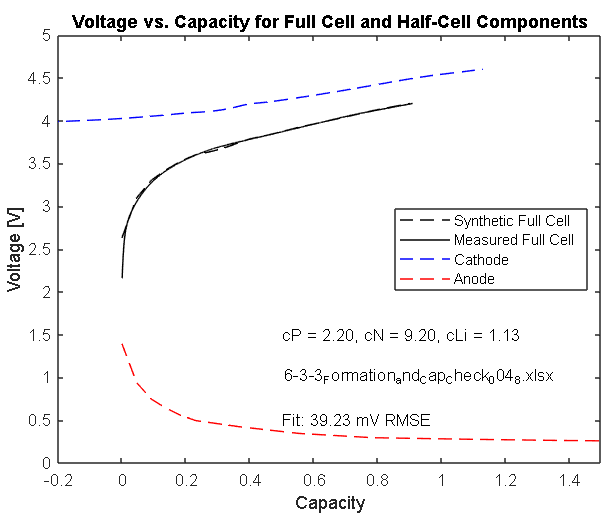 Voltage vs. Capacity for Full Cell and Half-Cell Components
5
4.5
4
3.5
3
2.5
2
1.5
1
0.5
0
Voltage [V]
Synthetic Full Cell
Measured Full Cell
Cathode
Anode
cP = 2.20, cN = 9.20, cLi = 1.13
6-3-3FormationandCapCheck0048.xlsx
Fit: 39.23 mV RMSE
-0.2 0 0.2 0.4 0.6 0.8 1 1.2 1.4
Capacity